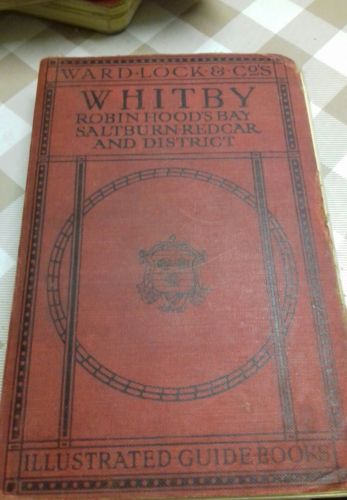 WARD·LOCK·&·CO'S
WHITBY
ROBIN HOOD'S BAY
SALTBURN·REDCAR
AND DISTRICT
ILLUSTRATED·GUIDE·BOOKS